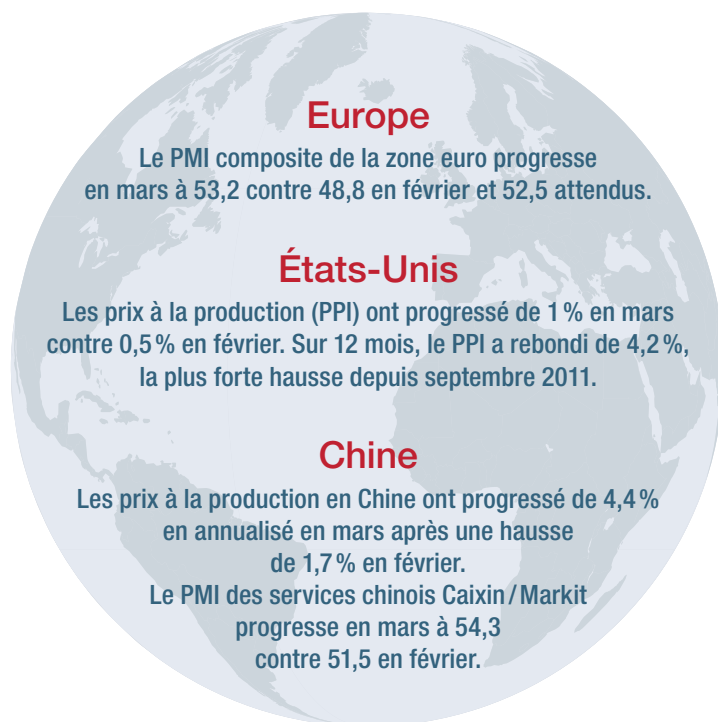 Europe
Le PMI composite de la zone euro progresse
en mars à 53,2 contre 48,8 en février et 52,5 attendus.
États-Unis
Les prix à la production (PPI) ont progressé de 1 % en mars
contre 0,5 % en février. Sur 12 mois, le PPI a rebondi de 4,2 %,
la plus forte hausse depuis septembre 2011.
Chine
Les prix à la production en Chine ont progressé de 4,4 %
en annualisé en mars après une hausse
de 1,7 % en février.
Le PMI des services chinois Caixin / Markit
progresse en mars à 54,3
contre 51,5 en février.